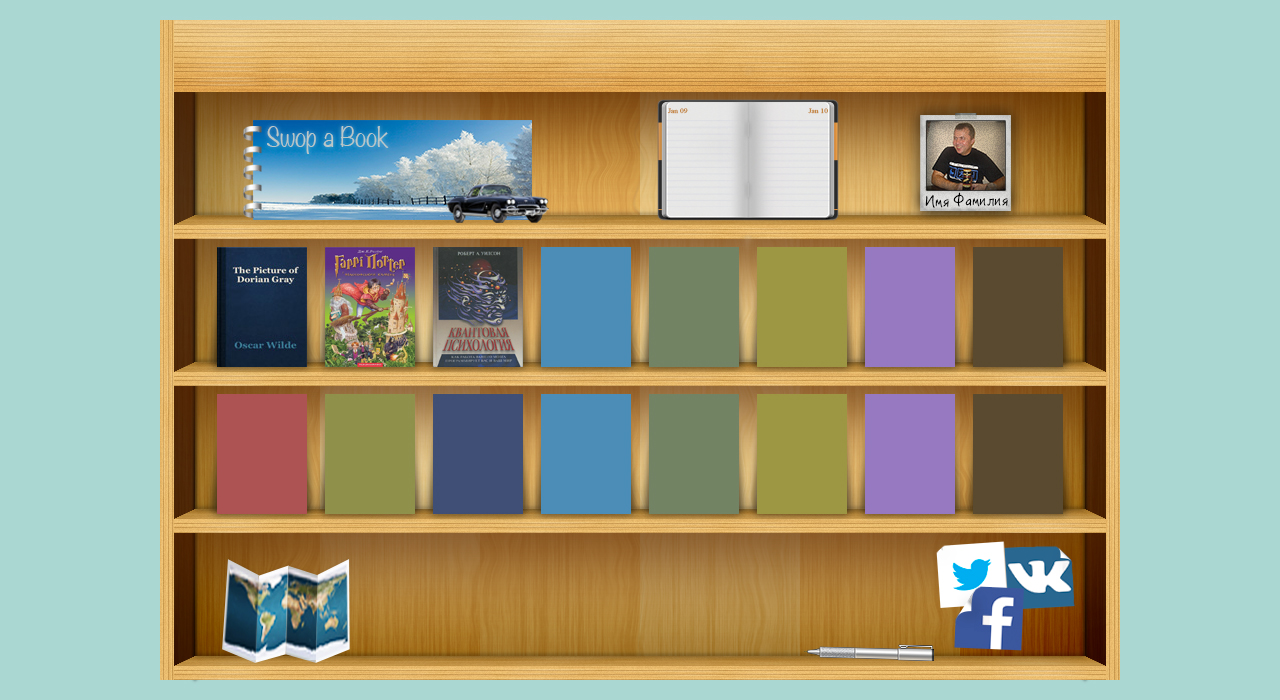 Swop a Book
Jan 09
Jan 10
Имя Фамилия
The Picture of
Dorian Gray
Oscar Wilde
Гаррі Поттер
РОБЕРТ А. УИЛСОН
КВАНТОВАЯ
ПСИХОЛОГИЯ